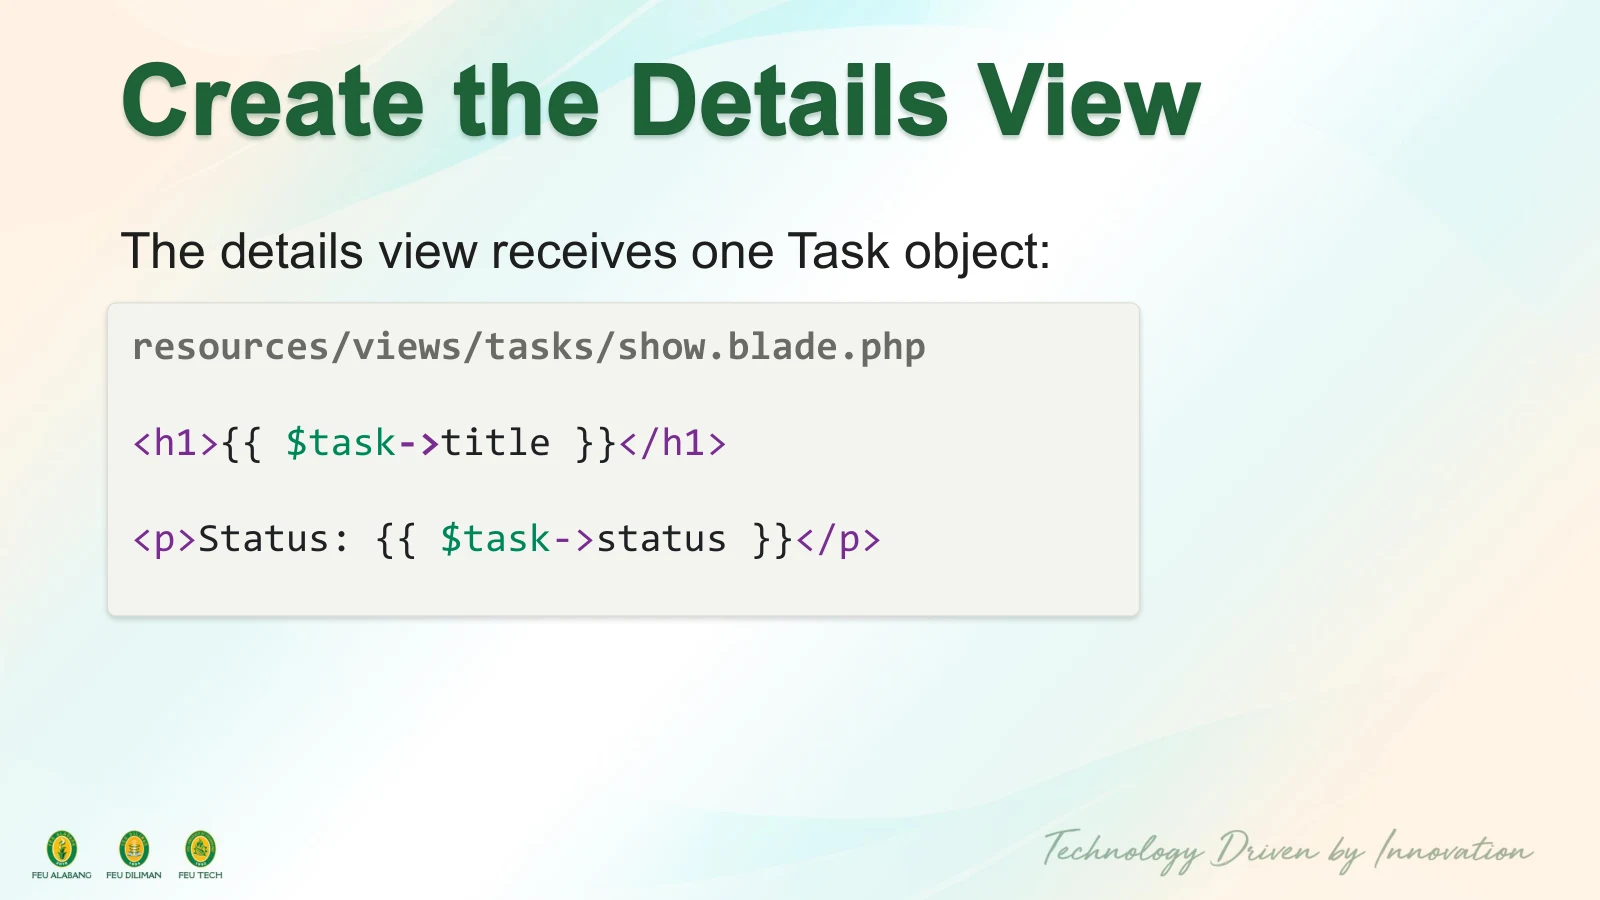 Create the Details View
The details view receives one Task object:
resources/views/tasks/show.blade.php
<h1>{{ $task->title }}</h1>
<p>Status: {{ $task->status }}</p>
FEU ALABANG
FEU DILIMAN
FEU TECH
Technology Driven by Innovation